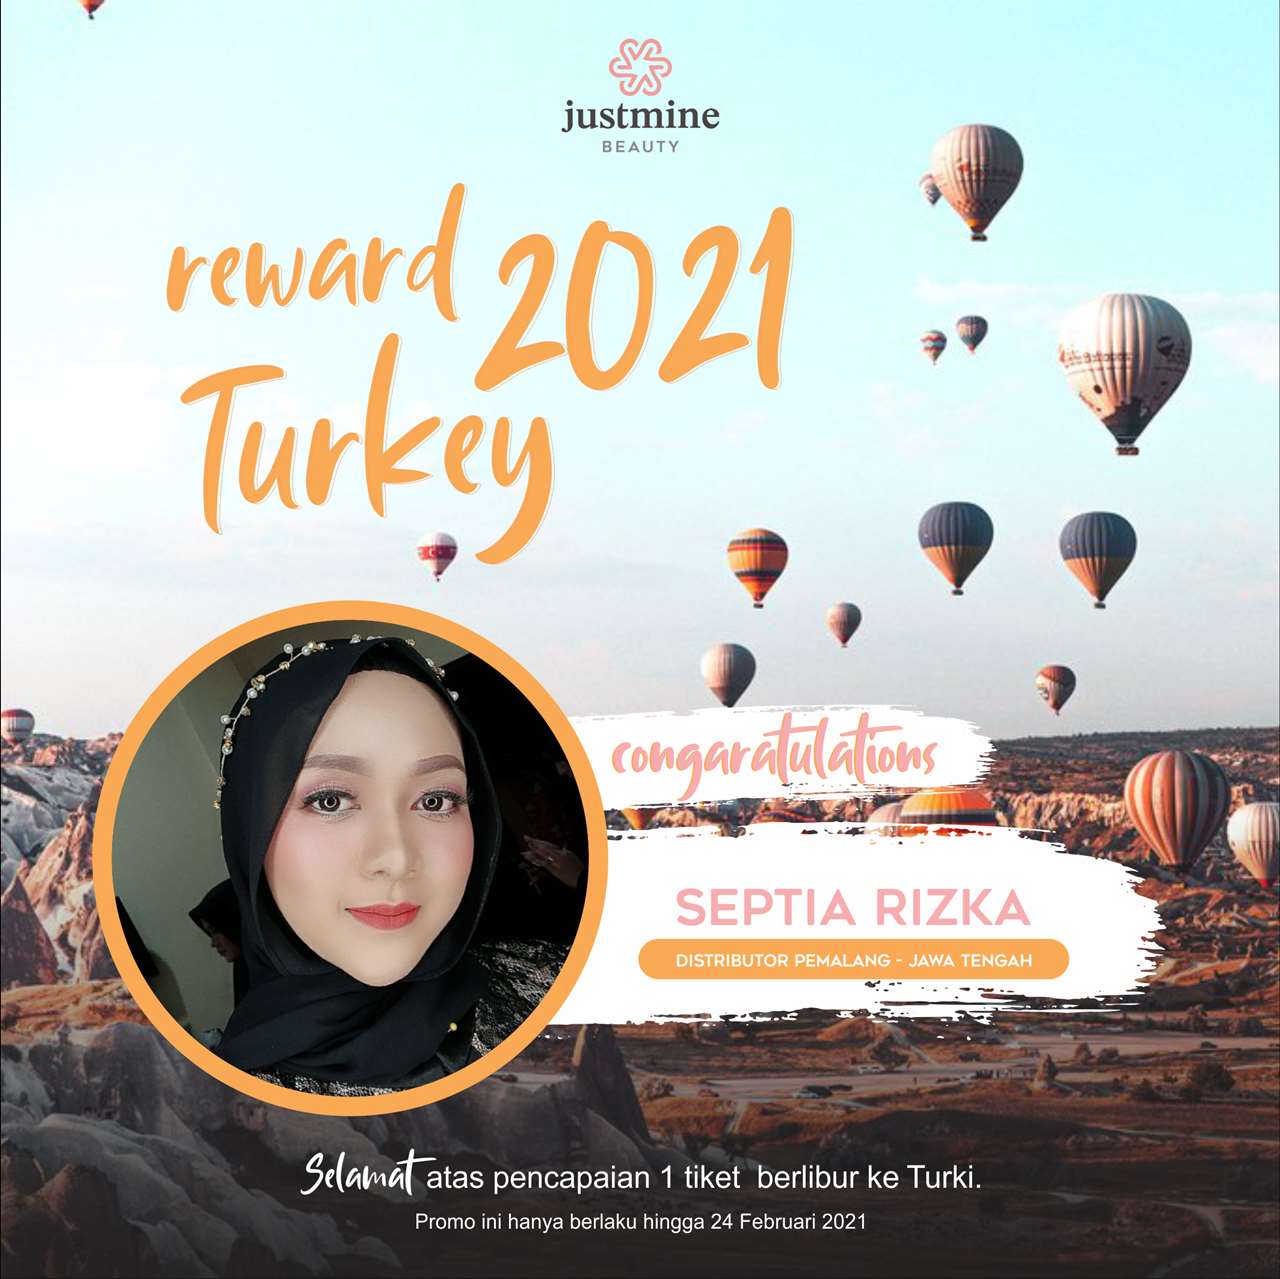 justmine
BEAUTY
reward 2021
Turkey
congaratulations
SEPTIA RIZKA
DISTRIBUTOR PEMALANG - JAWA TENGAH
Selamat atas pencapaian 1 tiket berlibur ke Turki.
Promo ini hanya berlaku hingga 24 Februari 2021